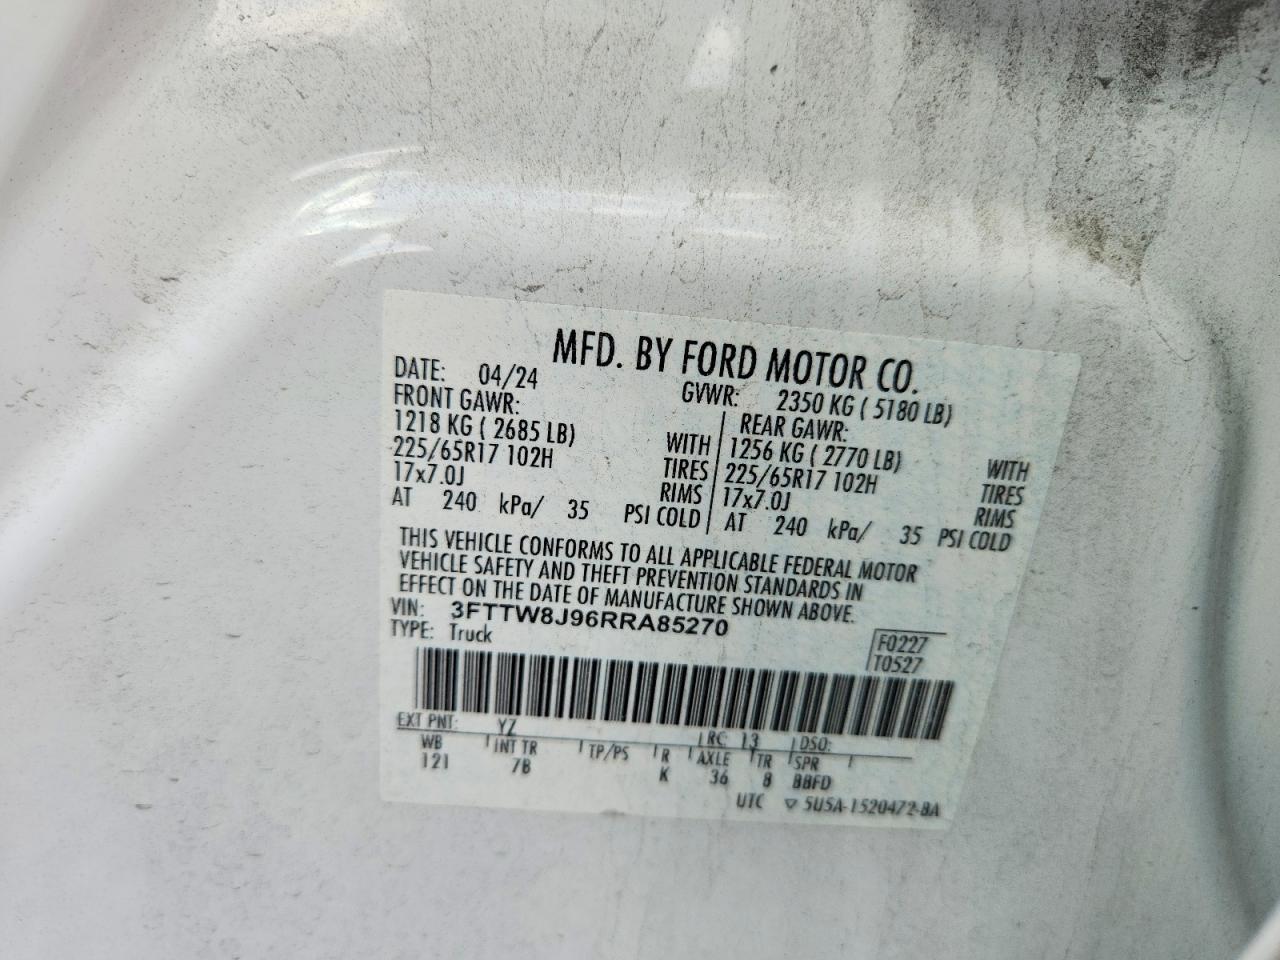 MFD. BY FORD MOTOR CO.
DATE: 04/24 GVWR: 2350 KG ( 5180 LB)
FRONT GAWR: REAR GAWR:
1218 KG ( 2685 LB) WITH 1256 KG ( 2770 LB) WITH
225/65R17 102H TIRES 225/65R17 102H TIRES
17x7.0J RIMS 17x7.0J RIMS
AT 240 kPa/ 35 PSI COLD AT 240 kPa/ 35 PSI COLD
THIS VEHICLE CONFORMS TO ALL APPLICABLE FEDERAL MOTOR
VEHICLE SAFETY AND THEFT PREVENTION STANDARDS IN
EFFECT ON THE DATE OF MANUFACTURE SHOWN ABOVE.
VIN: 3FTTW8J96RRA85270
TYPE: Truck
F0227
T0527
EXT PNT: YZ RC: 13 DSO:
WB INT TR TP/PS R AXLE TR SPR
121 7B K 36 8 BBFD
UTC ▽ 5U5A-1520472-BA